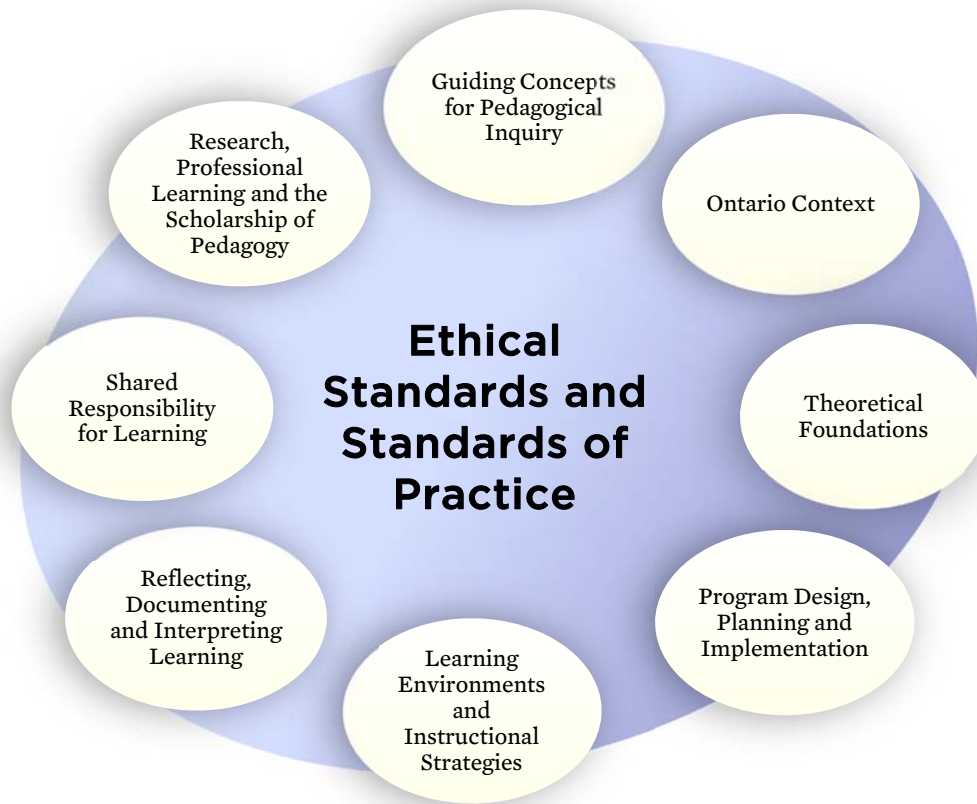 Guiding Concepts
for Pedagogical
Inquiry
Ontario Context
Theoretical
Foundations
Program Design,
Planning and
Implementation
Learning
Environments
and
Instructional
Strategies
Reflecting,
Documenting
and Interpreting
Learning
Shared
Responsibility
for Learning
Research,
Professional
Learning and the
Scholarship of
Pedagogy
Ethical
Standards and
Standards of
Practice